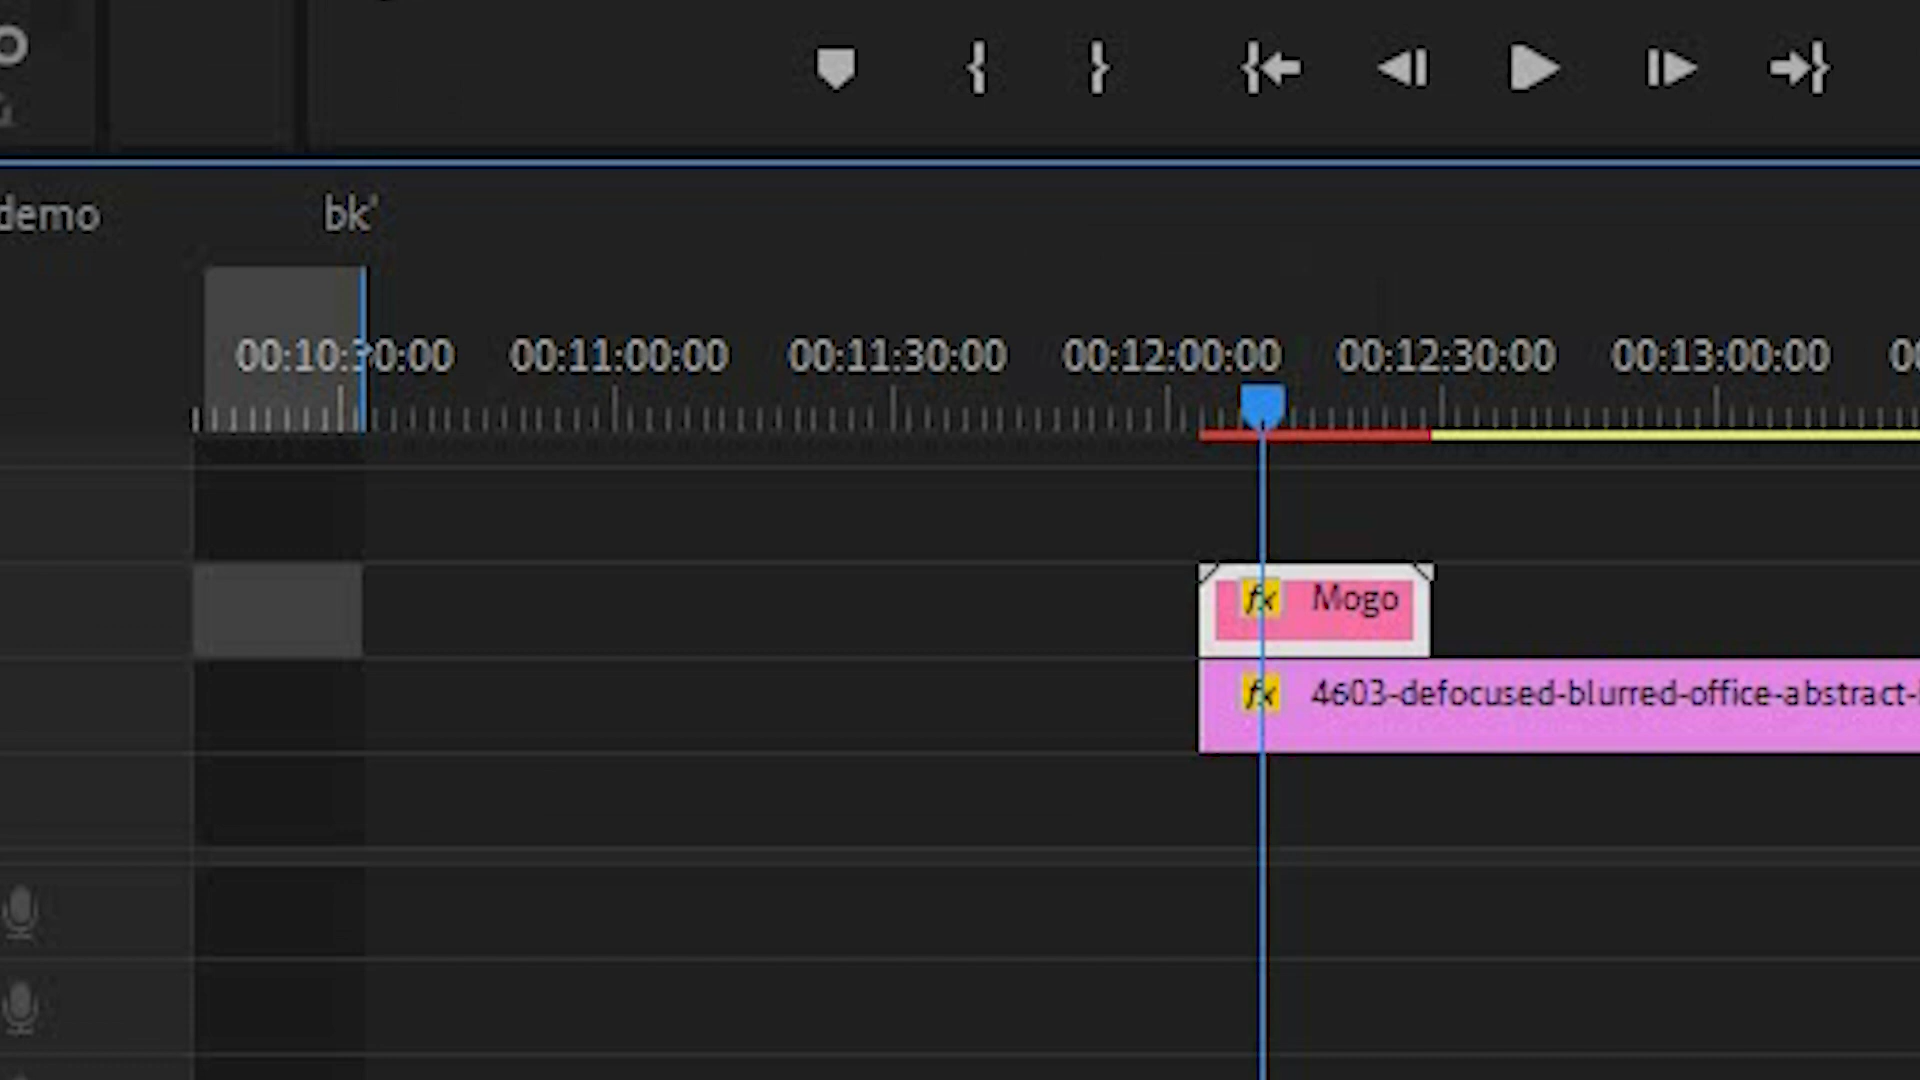 demo bk'
00:10:30:00 00:11:00:00 00:11:30:00 00:12:00:00 00:12:30:00 00:13:00:00
fx Mogo
fx 4603-defocused-blurred-office-abstract-